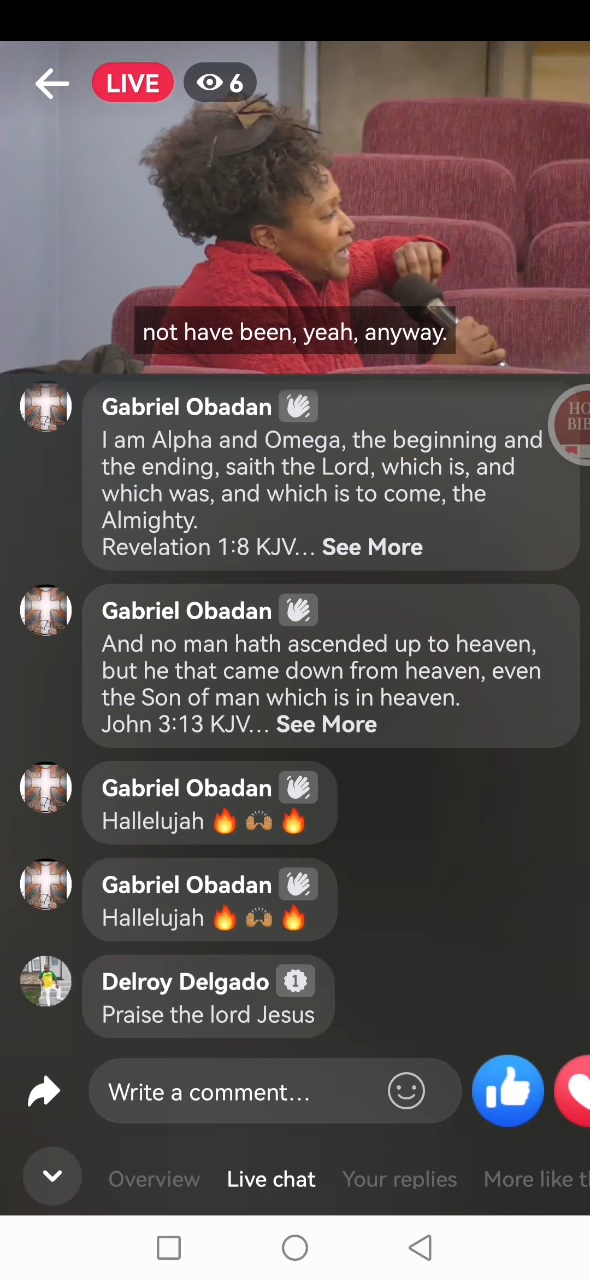 LIVE
6
not have been, yeah, anyway.
Gabriel Obadan
I am Alpha and Omega, the beginning and
the ending, saith the Lord, which is, and
which was, and which is to come, the
Almighty.
Revelation 1:8 KJV... See More
Gabriel Obadan
And no man hath ascended up to heaven,
but he that came down from heaven, even
the Son of man which is in heaven.
John 3:13 KJV... See More
Gabriel Obadan
Hallelujah 🔥 🙌🏽 🔥
Gabriel Obadan
Hallelujah 🔥 🙌🏽 🔥
Delroy Delgado 1
Praise the lord Jesus
Write a comment...
Overview Live chat Your replies More like